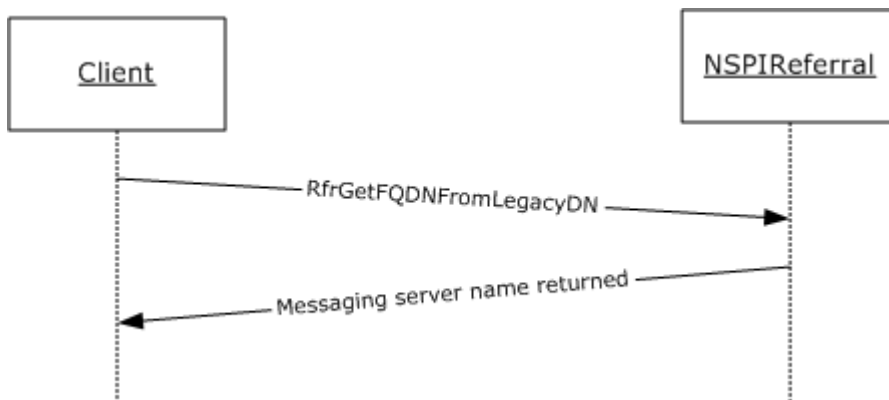 Client
NSPIReferral
RfrGetFQDNFromLegacyDN
Messaging server name returned